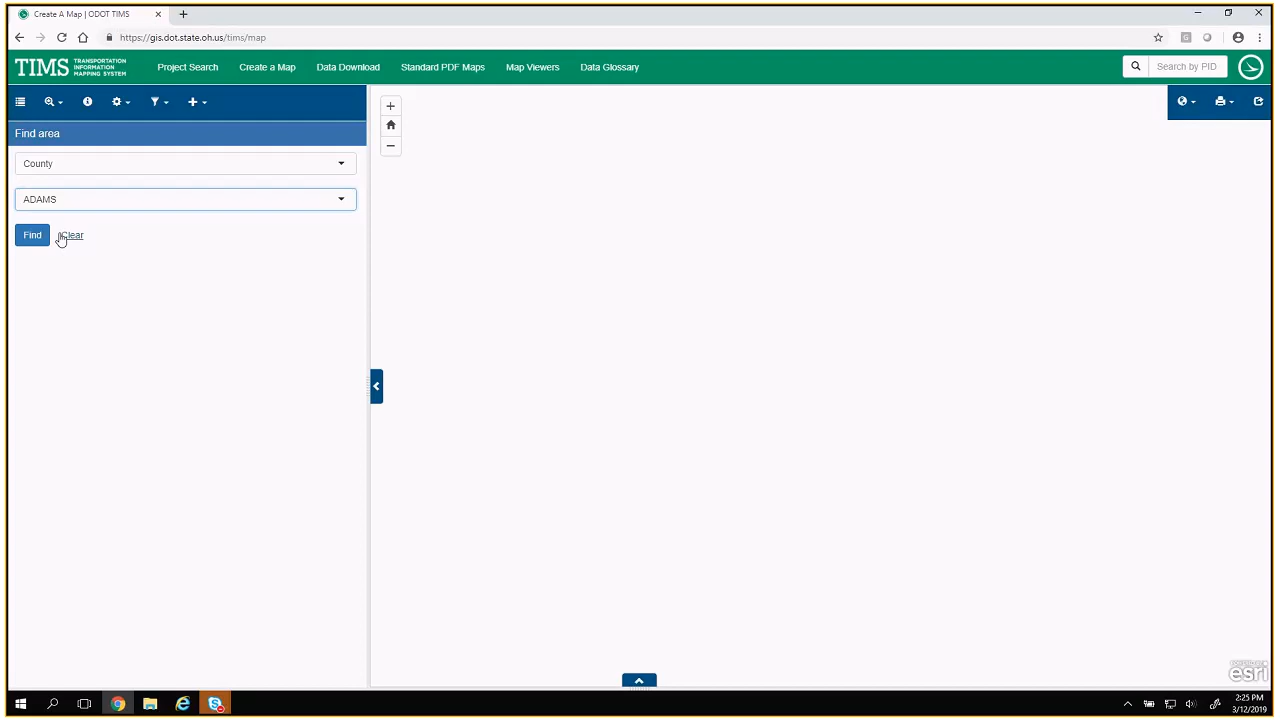 Create A Map | ODOT TIMS
https://gis.dot.state.oh.us/tims/map
TIMS TRANSPORTATION INFORMATION MAPPING SYSTEM
Project Search
Create a Map
Data Download
Standard PDF Maps
Map Viewers
Data Glossary
Search by PID
Find area
County
ADAMS
Find
Clear
esri
2:25 PM
3/12/2019